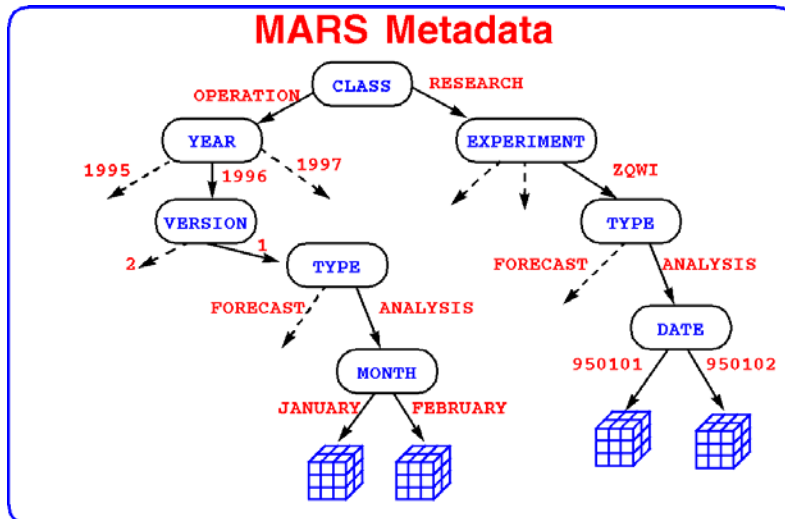 MARS Metadata
CLASS
OPERATION
RESEARCH
YEAR
EXPERIMENT
1995
1996
1997
ZQWI
VERSION
TYPE
2
1
TYPE
FORECAST
ANALYSIS
FORECAST
ANALYSIS
DATE
MONTH
950101
950102
JANUARY
FEBRUARY